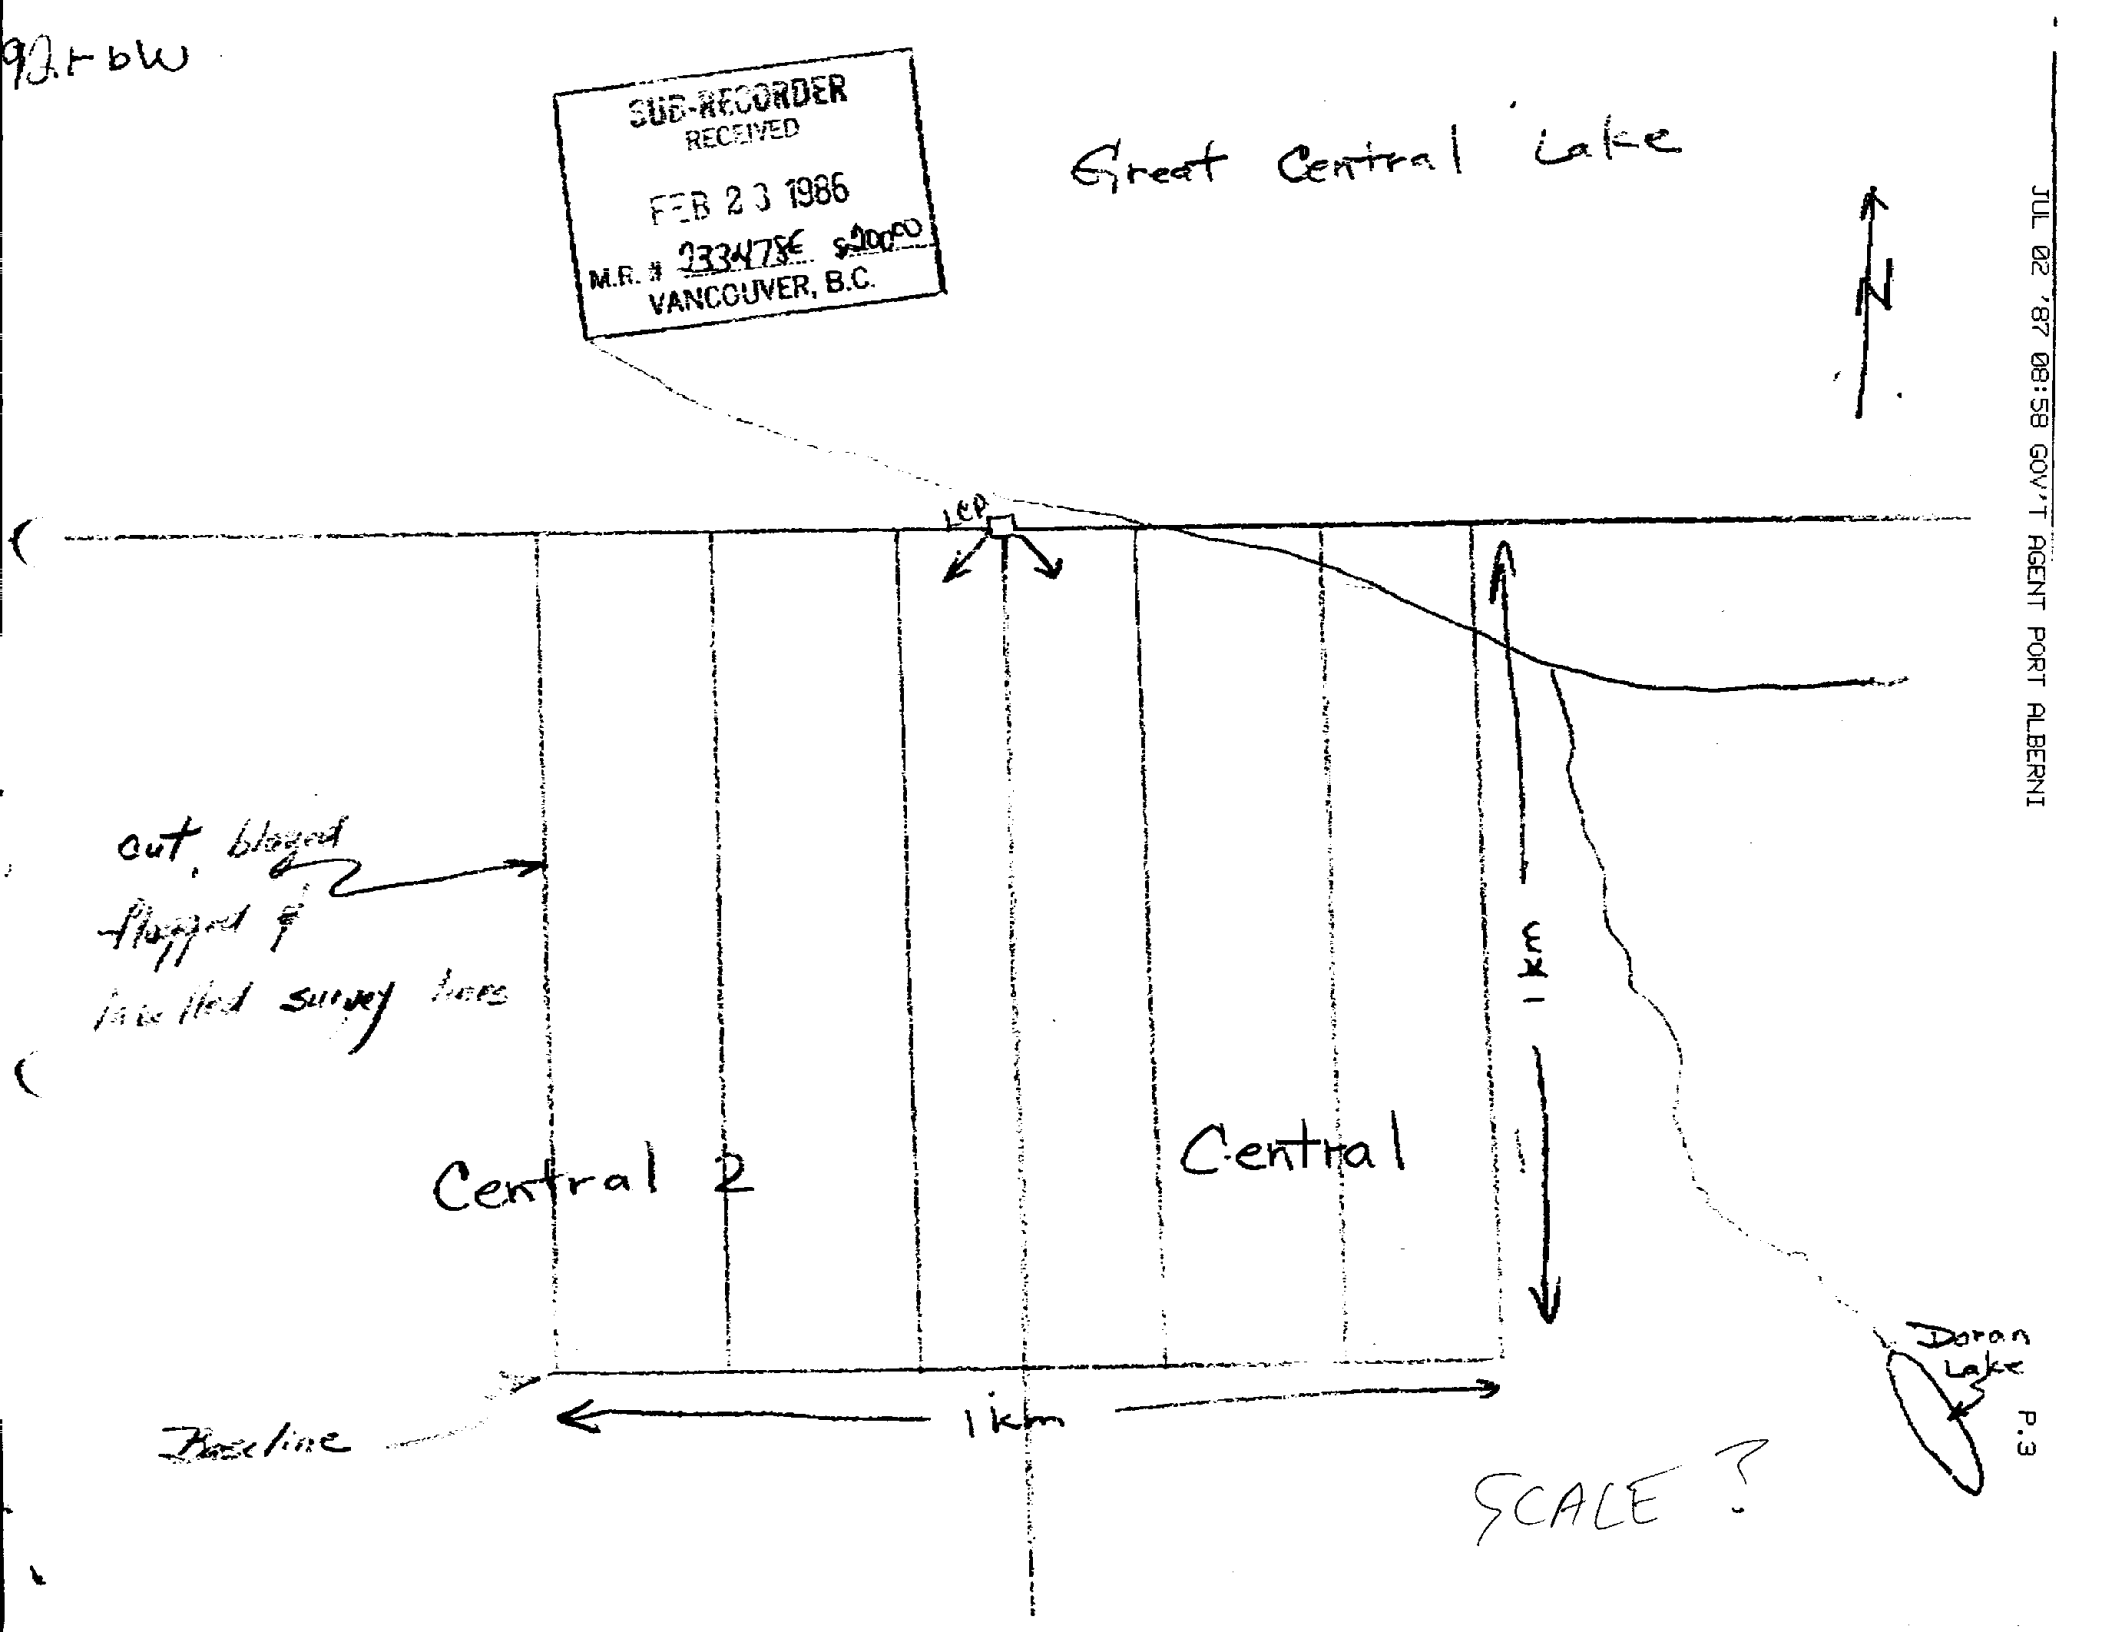 SUB-RECORDER
RECEIVED
FEB 23 1986
M.R. # 233478E $200.00
VANCOUVER, B.C.
Great Central Lake
N
JUL 02 '87 08:58 GOV'T AGENT PORT ALBERNI
LCP
cut, blazed
flagged &
labelled survey lines
1 km
Central 2
Central
Doran
Lake
Baseline
1 km
SCALE ?
P.3